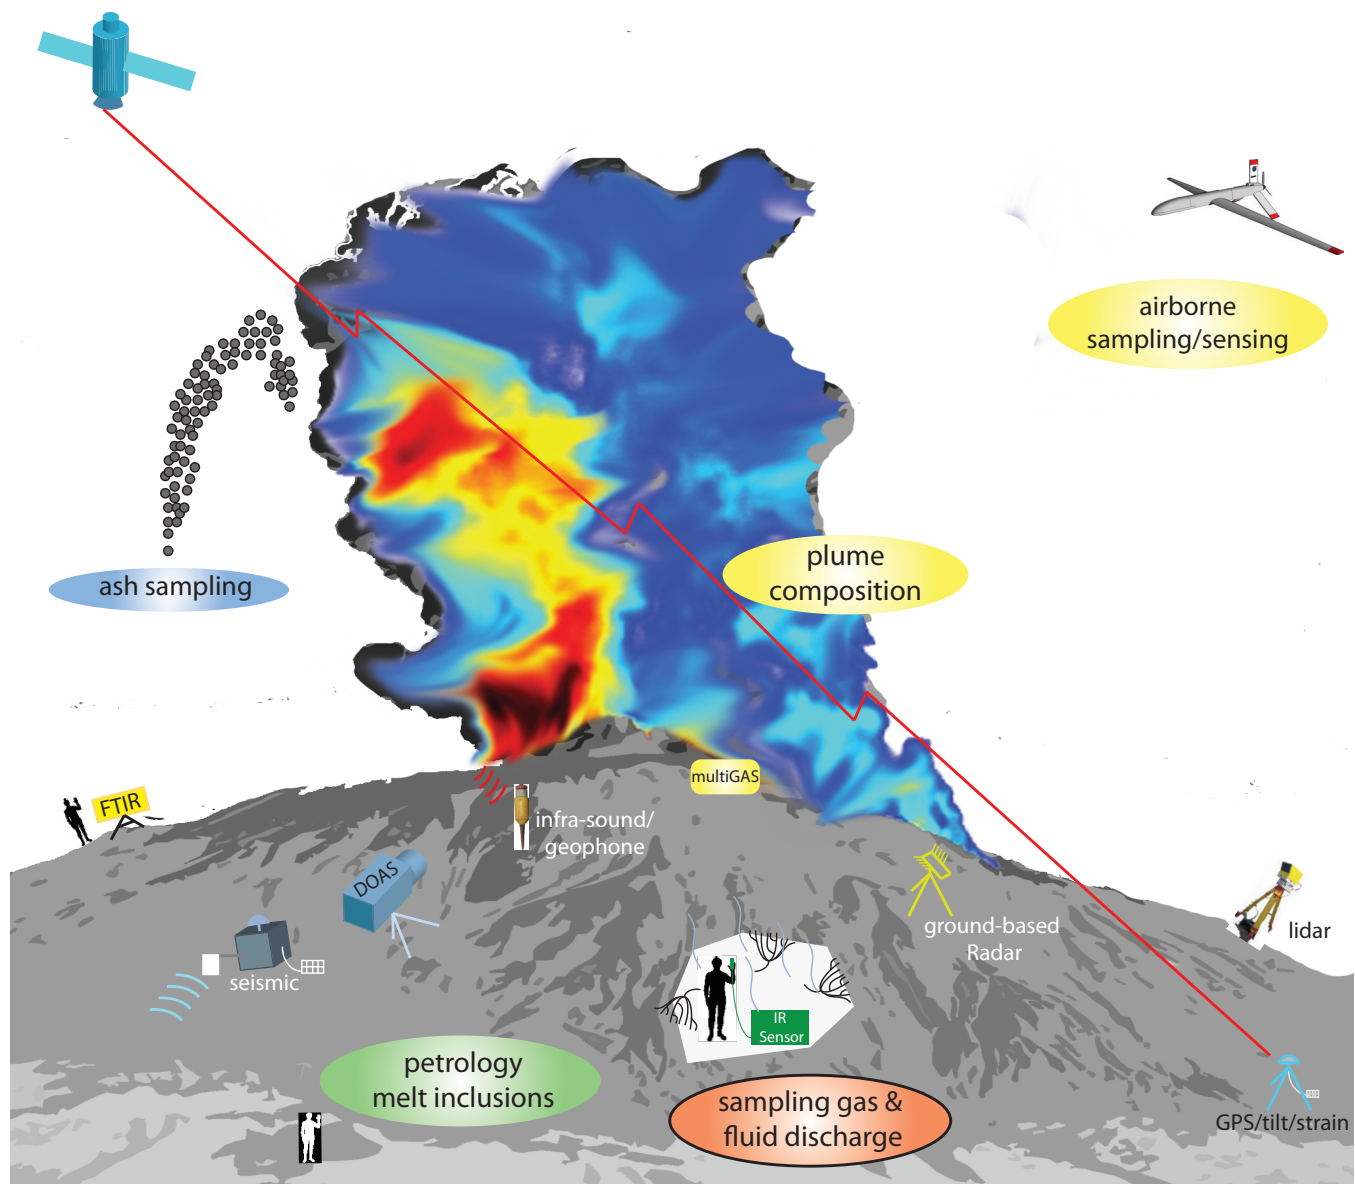 airborne
sampling/sensing
plume
composition
ash sampling
multiGAS
FTIR
infra-sound/
geophone
DOAS
ground-based
Radar
lidar
seismic
IR
Sensor
petrology
melt inclusions
sampling gas &
fluid discharge
GPS/tilt/strain